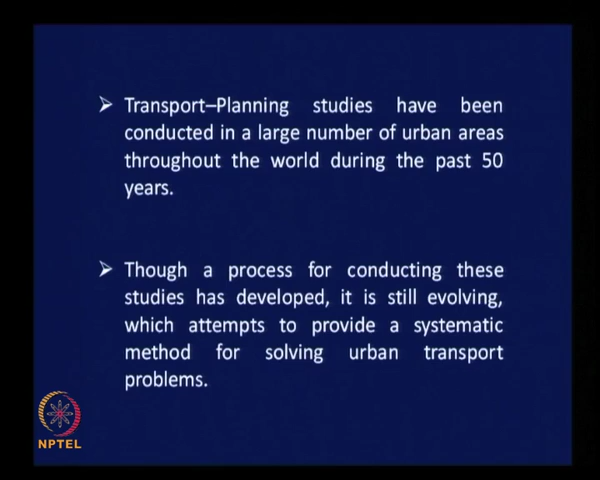 ➢ Transport–Planning studies have been
conducted in a large number of urban areas
throughout the world during the past 50
years.
➢ Though a process for conducting these
studies has developed, it is still evolving,
which attempts to provide a systematic
method for solving urban transport
problems.
NPTEL